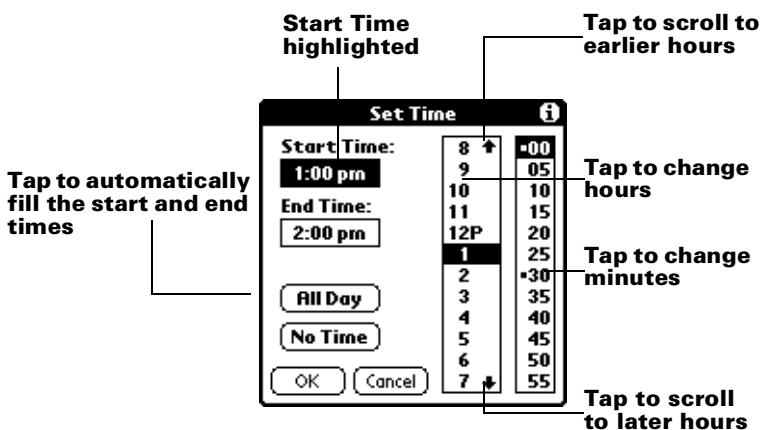 Start Time
highlighted
Tap to scroll to
earlier hours
Set Time
i
Start Time:
1:00 pm
End Time:
2:00 pm
All Day
No Time
OK
Cancel
8
9
10
11
12P
1
2
3
4
5
6
7
00
05
10
15
20
25
30
35
40
45
50
55
Tap to automatically
fill the start and end
times
Tap to change
hours
Tap to change
minutes
Tap to scroll
to later hours